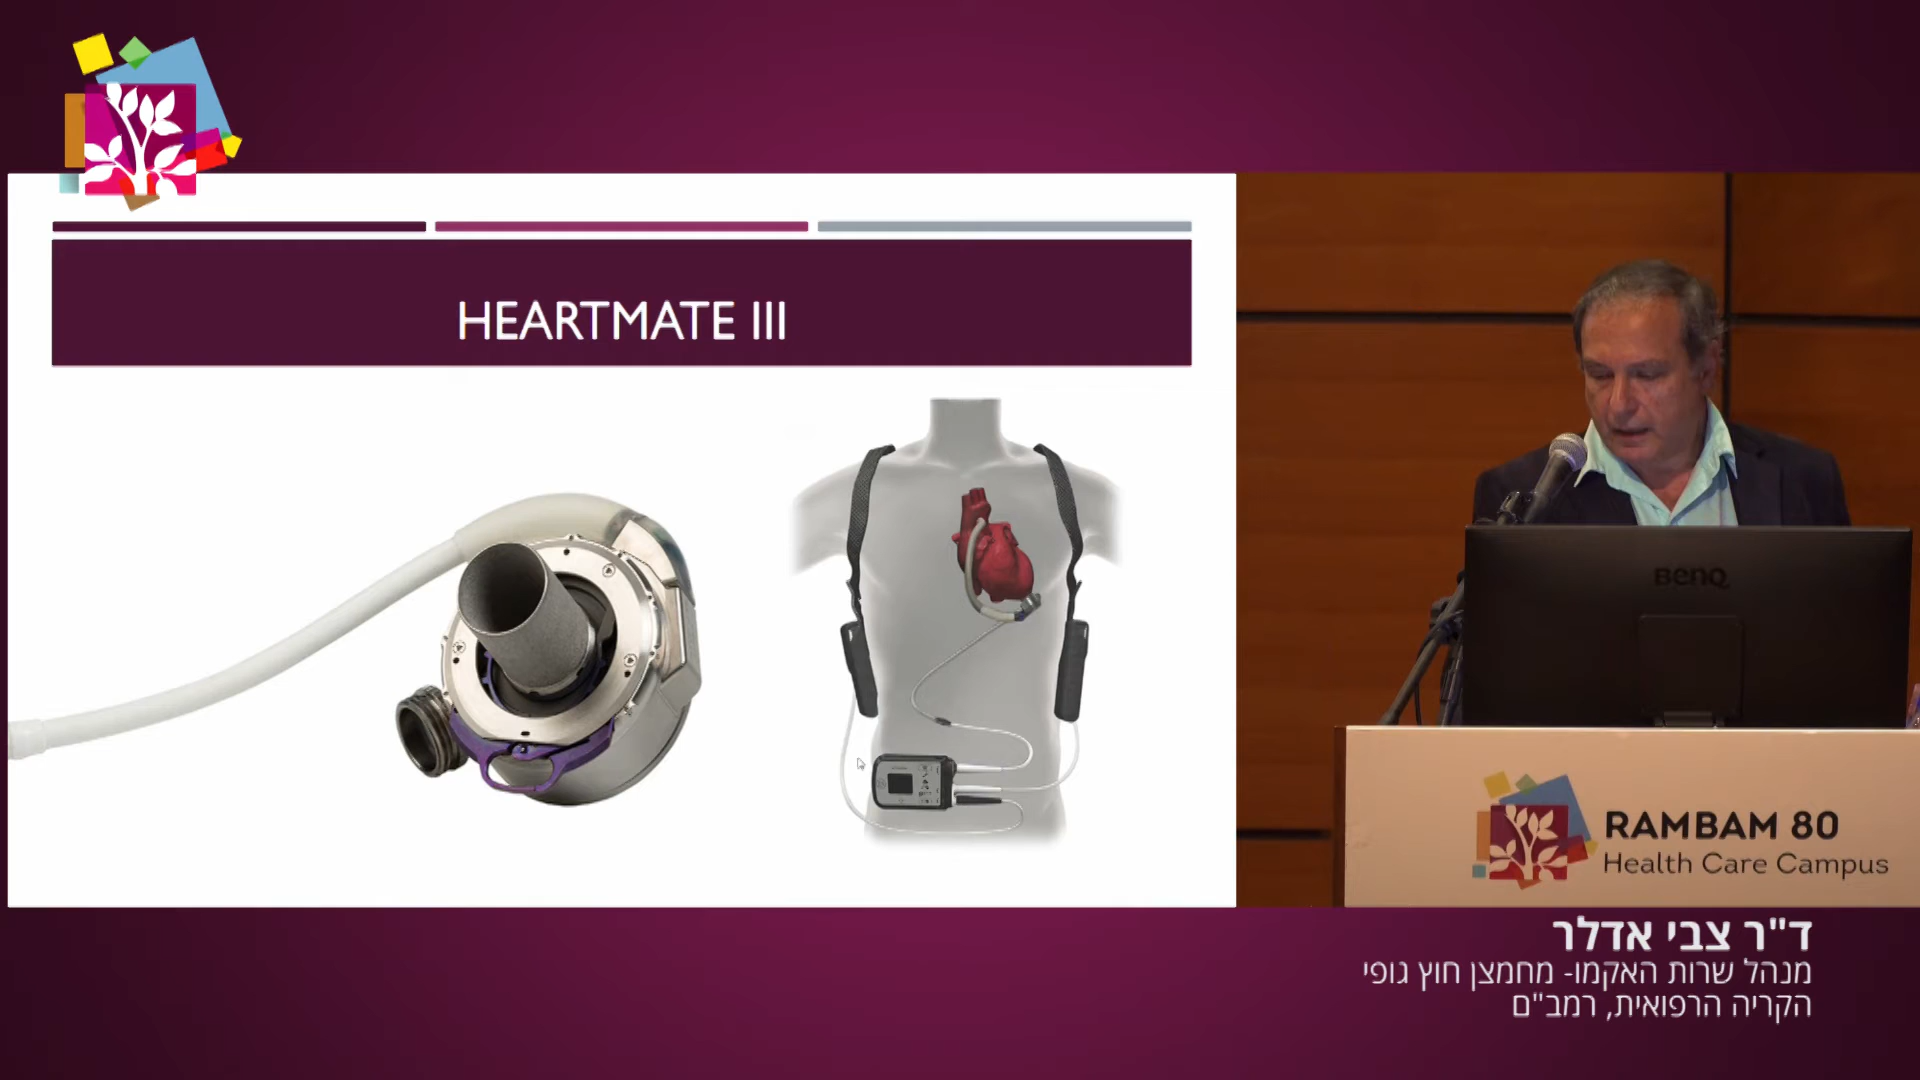 HEARTMATE III
BenQ
RAMBAM 80
Health Care Campus
ד"ר צבי אדלר
מנהל שרות האקמו- מחמצן חוץ גופי
הקריה הרפואית, רמב"ם